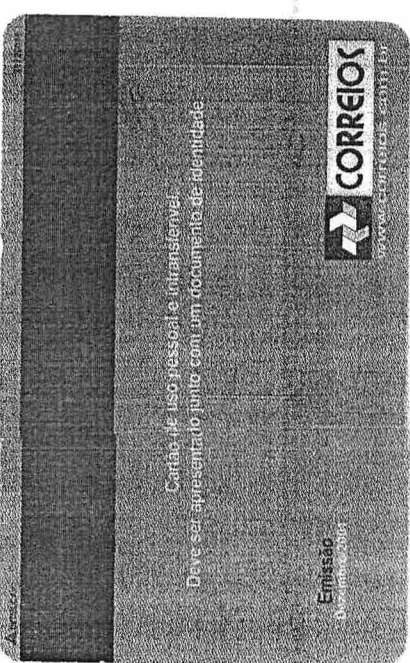 Cartão de uso pessoal e intransferível.
Deve ser apresentado junto com um documento de identidade.
Emissão
CORREIOS
www.correios.com.br